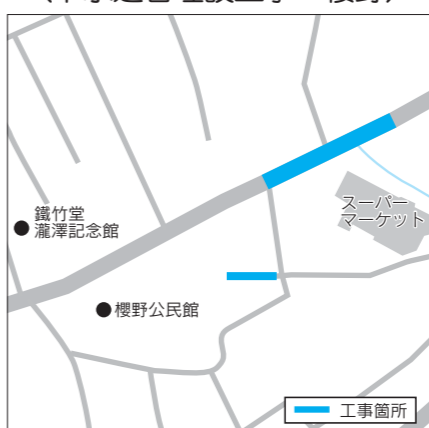 スーパー
マーケット
鐵竹堂
瀧澤記念館
櫻野公民館
工事箇所